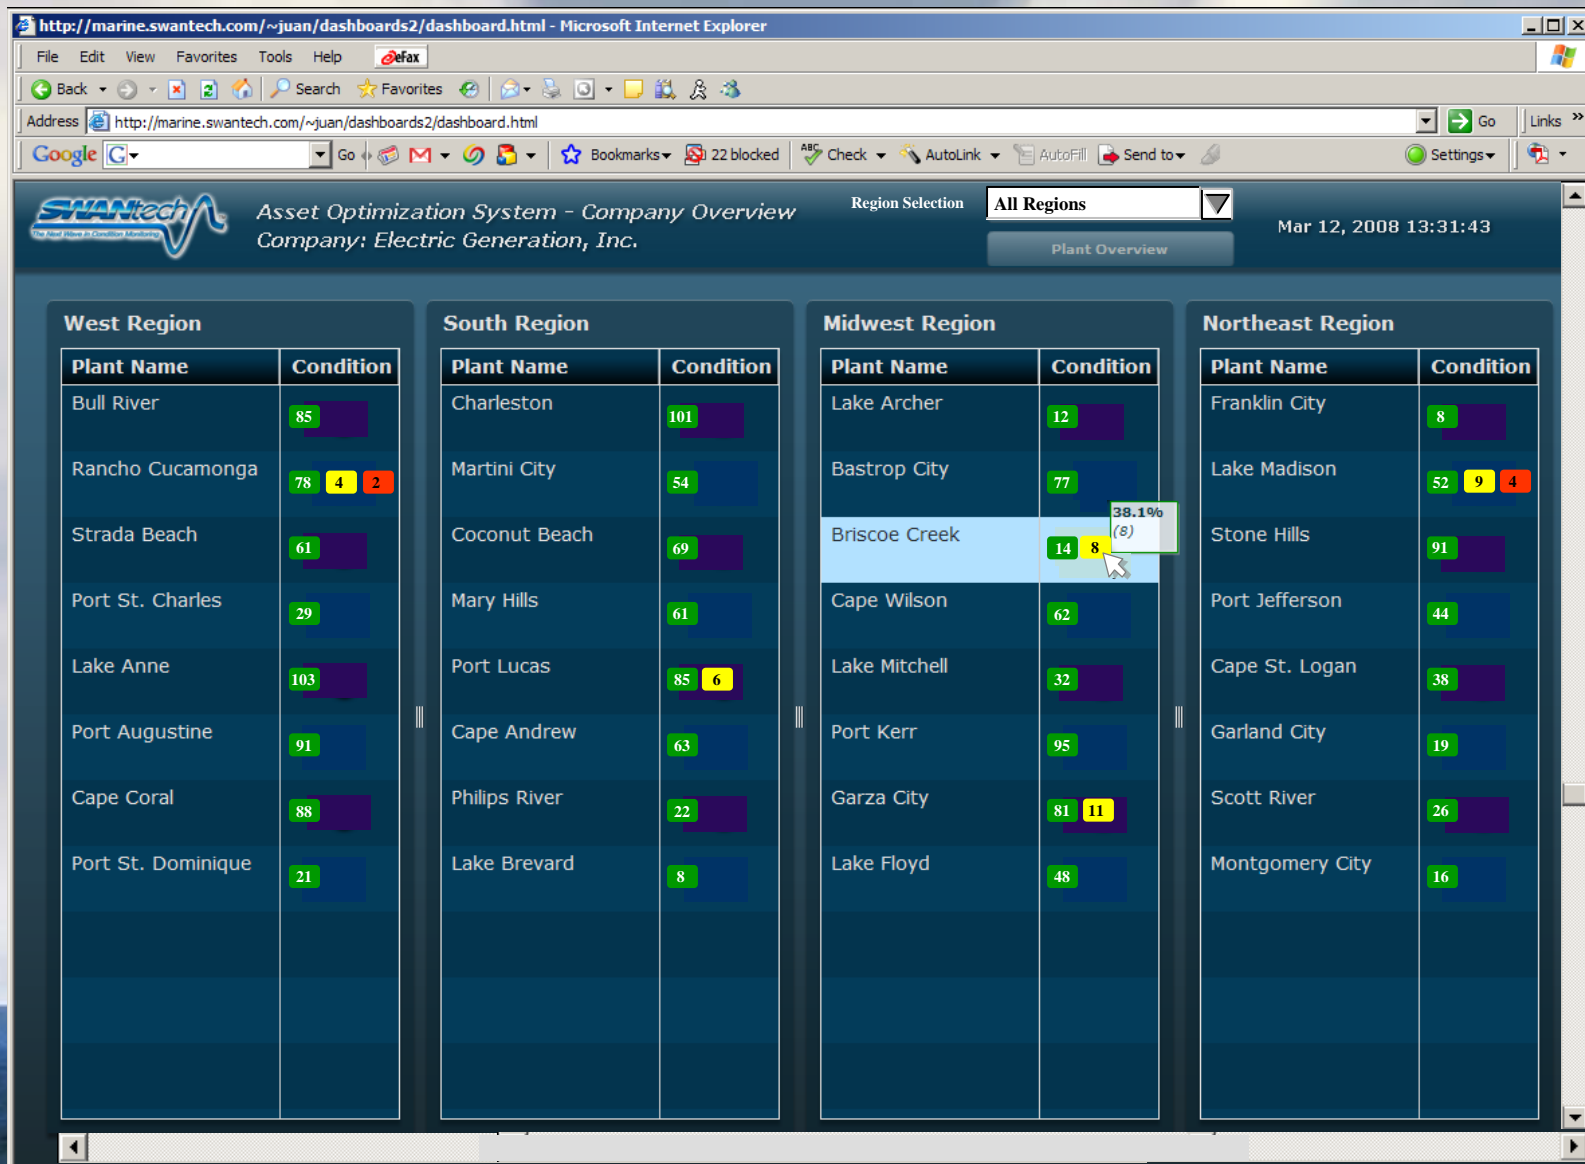 http://marine.swantech.com/~juan/dashboards2/dashboard.html - Microsoft Internet Explorer
File Edit View Favorites Tools Help eFax
Back Search Favorites
Address http://marine.swantech.com/~juan/dashboards2/dashboard.html Go Links »
Google G Go Bookmarks 22 blocked ABC Check AutoLink AutoFill Send to Settings
SWANtech
The Next Wave in Condition Monitoring
Asset Optimization System - Company Overview
Company: Electric Generation, Inc.
Region Selection All Regions
Plant Overview
Mar 12, 2008 13:31:43
West Region
Plant Name Condition
Bull River 85
Rancho Cucamonga 78 4 2
Strada Beach 61
Port St. Charles 29
Lake Anne 103
Port Augustine 91
Cape Coral 88
Port St. Dominique 21
South Region
Plant Name Condition
Charleston 101
Martini City 54
Coconut Beach 69
Mary Hills 61
Port Lucas 85 6
Cape Andrew 63
Philips River 22
Lake Brevard 8
Midwest Region
Plant Name Condition
Lake Archer 12
Bastrop City 77
38.1%
(8)
Briscoe Creek 14 8
Cape Wilson 62
Lake Mitchell 32
Port Kerr 95
Garza City 81 11
Lake Floyd 48
Northeast Region
Plant Name Condition
Franklin City 8
Lake Madison 52 9 4
Stone Hills 91
Port Jefferson 44
Cape St. Logan 38
Garland City 19
Scott River 26
Montgomery City 16